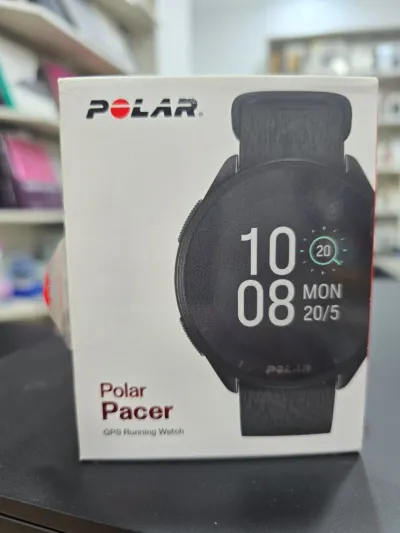 POLAR
10
20
08
MON
20/5
POLAR
Polar
Pacer
GPS Running Watch